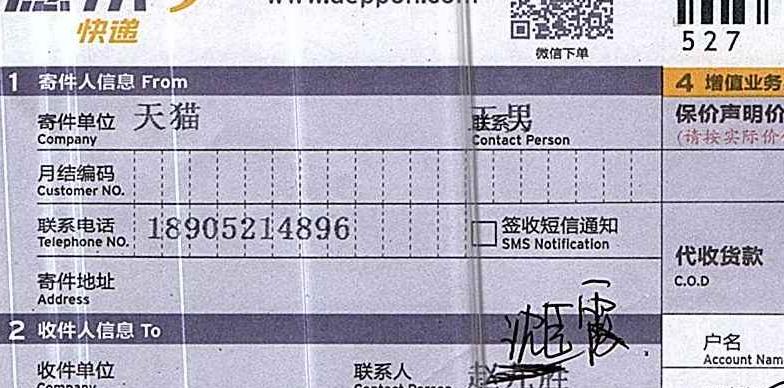 快递
www.deppon.com
微信下单
527
1 寄件人信息 From
4 增值业务
寄件单位 天猫
Company
联系人
Contact Person
保价声明价
(请按实际价
月结编码
Customer NO.
联系电话 18905214896
Telephone NO.
签收短信通知
SMS Notification
代收货款
C.O.D
寄件地址
Address
2 收件人信息 To
户名
Account Nam
收件单位
Company
联系人
Contact Person